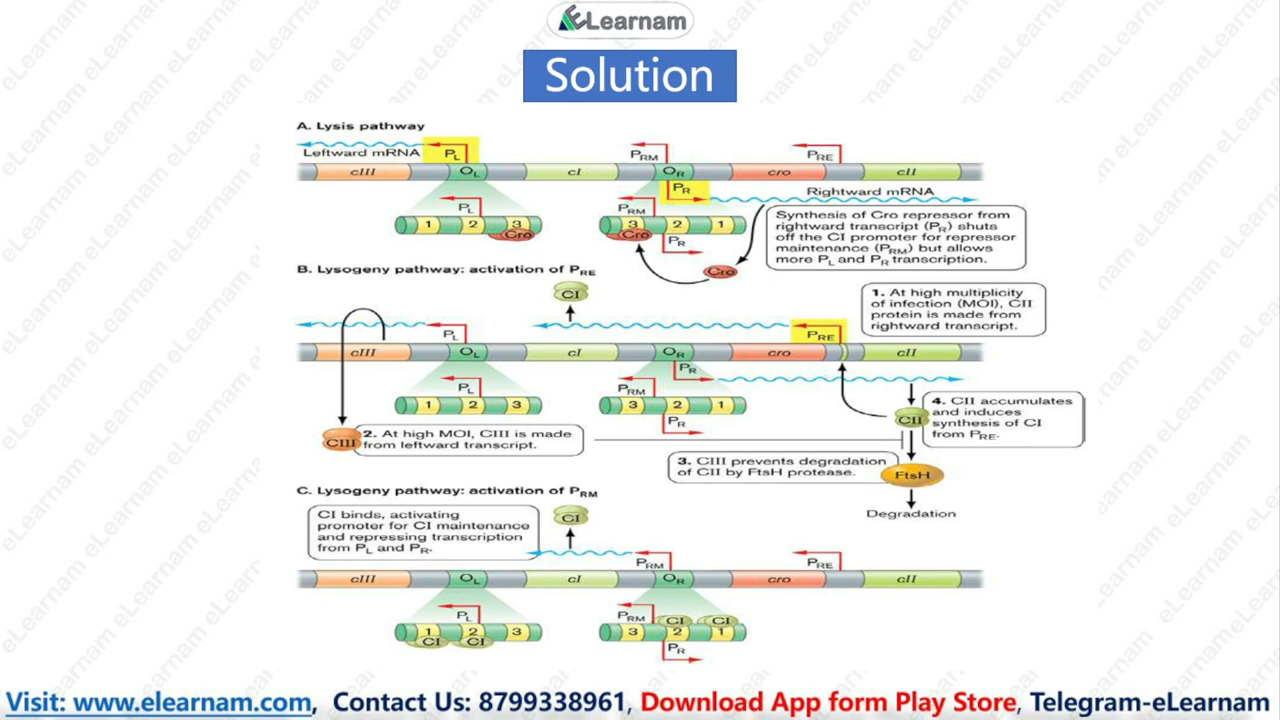 ELearnam
Solution
A. Lysis pathway
Leftward mRNA
PL
PRM
PRE
cIII
OL
cI
OR
cro
cII
PR
Rightward mRNA
PL
PRM
1 2 3
3 2 1
Cro
Cro
PR
Cro
Synthesis of Cro repressor from
rightward transcript (PR) shuts
off the CI promoter for repressor
maintenance (PRM) but allows
more PL and PR transcription.
B. Lysogeny pathway: activation of PRE
CI
1. At high multiplicity
of infection (MOI), CII
protein is made from
rightward transcript.
PL
PRE
cIII
OL
cI
OR
cro
cII
PR
PL
PRM
1 2 3
3 2 1
PR
CII
4. CII accumulates
and induces
synthesis of CI
from PRE.
CIII
2. At high MOI, CIII is made
from leftward transcript.
3. CIII prevents degradation
of CII by FtsH protease.
FtsH
Degradation
C. Lysogeny pathway: activation of PRM
CI binds, activating
promoter for CI maintenance
and repressing transcription
from PL and PR.
CI
PRM
PRE
cIII
OL
cI
OR
cro
cII
PL
PRM
CI
CI
1 2 3
3 2 1
CI
CI
PR
Visit: www.elearnam.com, Contact Us: 8799338961, Download App form Play Store, Telegram-eLearnam